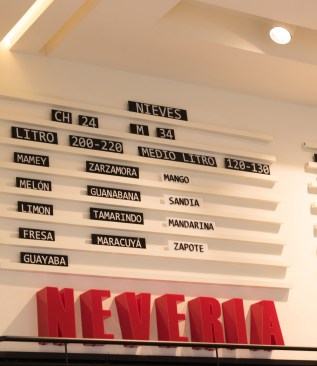 NIEVES
CH 24 M 34
LITRO 200-220 MEDIO LITRO 120-130
MAMEY ZARZAMORA MANGO
MELÓN GUANABANA SANDIA
LIMON TAMARINDO MANDARINA
FRESA MARACUYÁ ZAPOTE
GUAYABA
NEVERIA